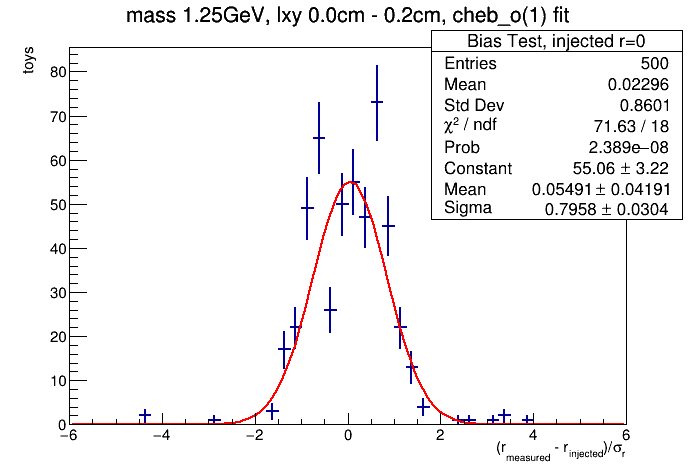 mass 1.25GeV, lxy 0.0cm - 0.2cm, cheb_o(1) fit
toys
Bias Test, injected r=0
Entries 500
Mean 0.02296
Std Dev 0.8601
χ² / ndf 71.63 / 18
Prob 2.389e−08
Constant 55.06 ± 3.22
Mean 0.05491 ± 0.04191
Sigma 0.7958 ± 0.0304
80
70
60
50
40
30
20
10
0
−6 −4 −2 0 2 4 6
(r_measured - r_injected)/σ_r